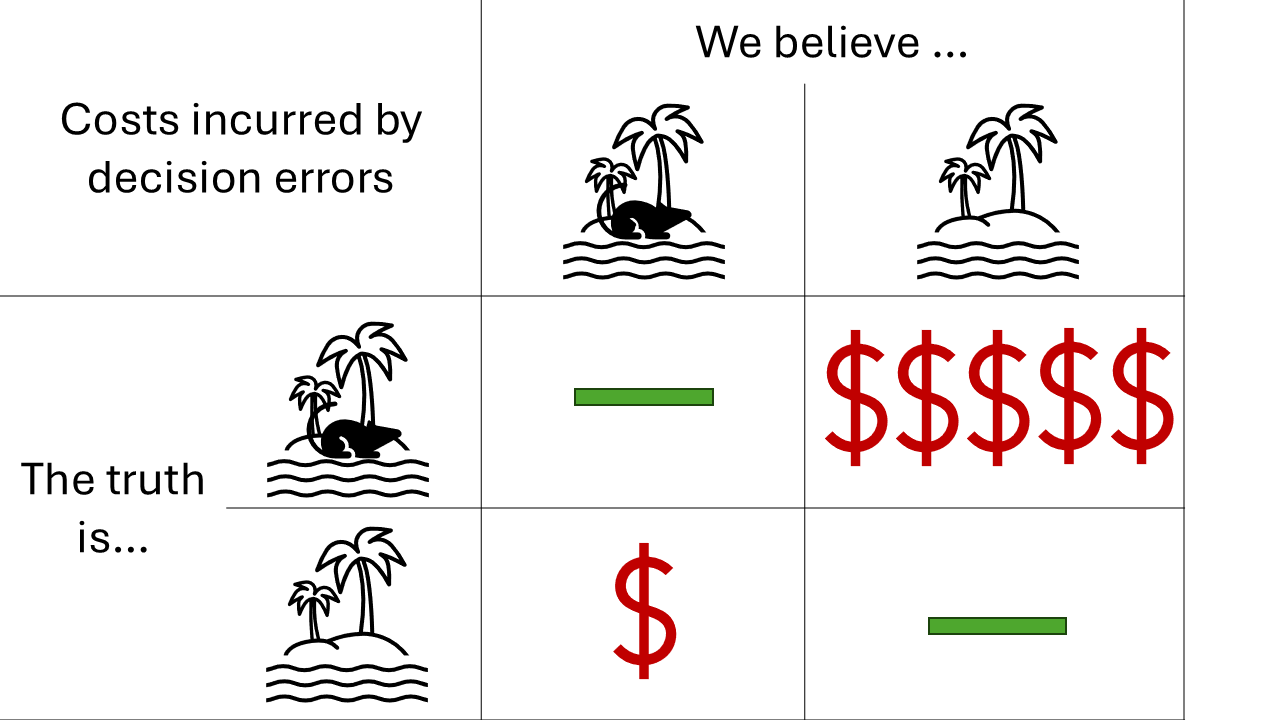 We believe ...
Costs incurred by
decision errors
$$$$$
The truth
is...
$